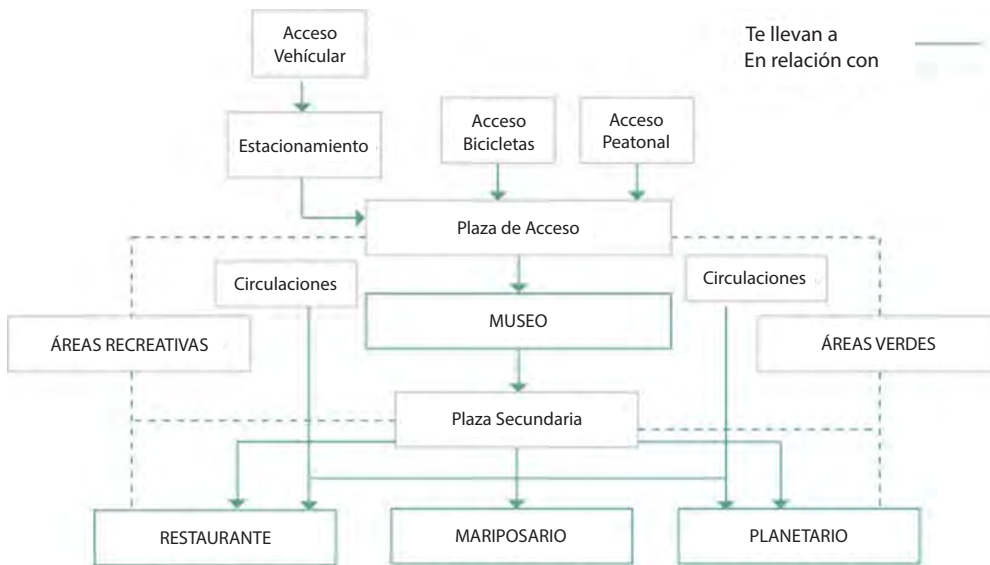 Acceso
Vehícular
Te llevan a
En relación con
Estacionamiento
Acceso
Bicicletas
Acceso
Peatonal
Plaza de Acceso
Circulaciones
Circulaciones
MUSEO
ÁREAS RECREATIVAS
ÁREAS VERDES
Plaza Secundaria
RESTAURANTE
MARIPOSARIO
PLANETARIO